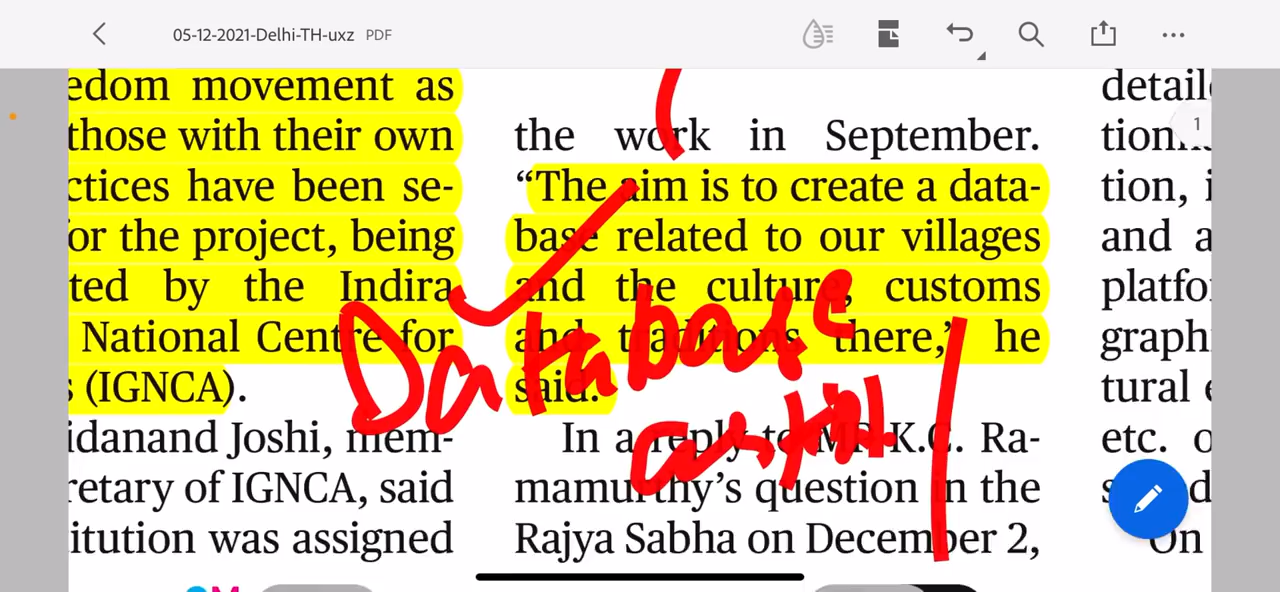 05-12-2021-Delhi-TH-uxz PDF
1
edom movement as
those with their own
ctices have been se-
or the project, being
ted by the Indira
National Centre for
s (IGNCA).
idanand Joshi, mem-
retary of IGNCA, said
itution was assigned
the work in September.
“The aim is to create a data-
base related to our villages
and the culture, customs
and traditions there,” he
said.
In a reply to MP K.C. Ra-
mamurthy’s question in the
Rajya Sabha on December 2,
Database
detail
tion
tion, i
and a
platfo
graph
tural e
etc. o
On